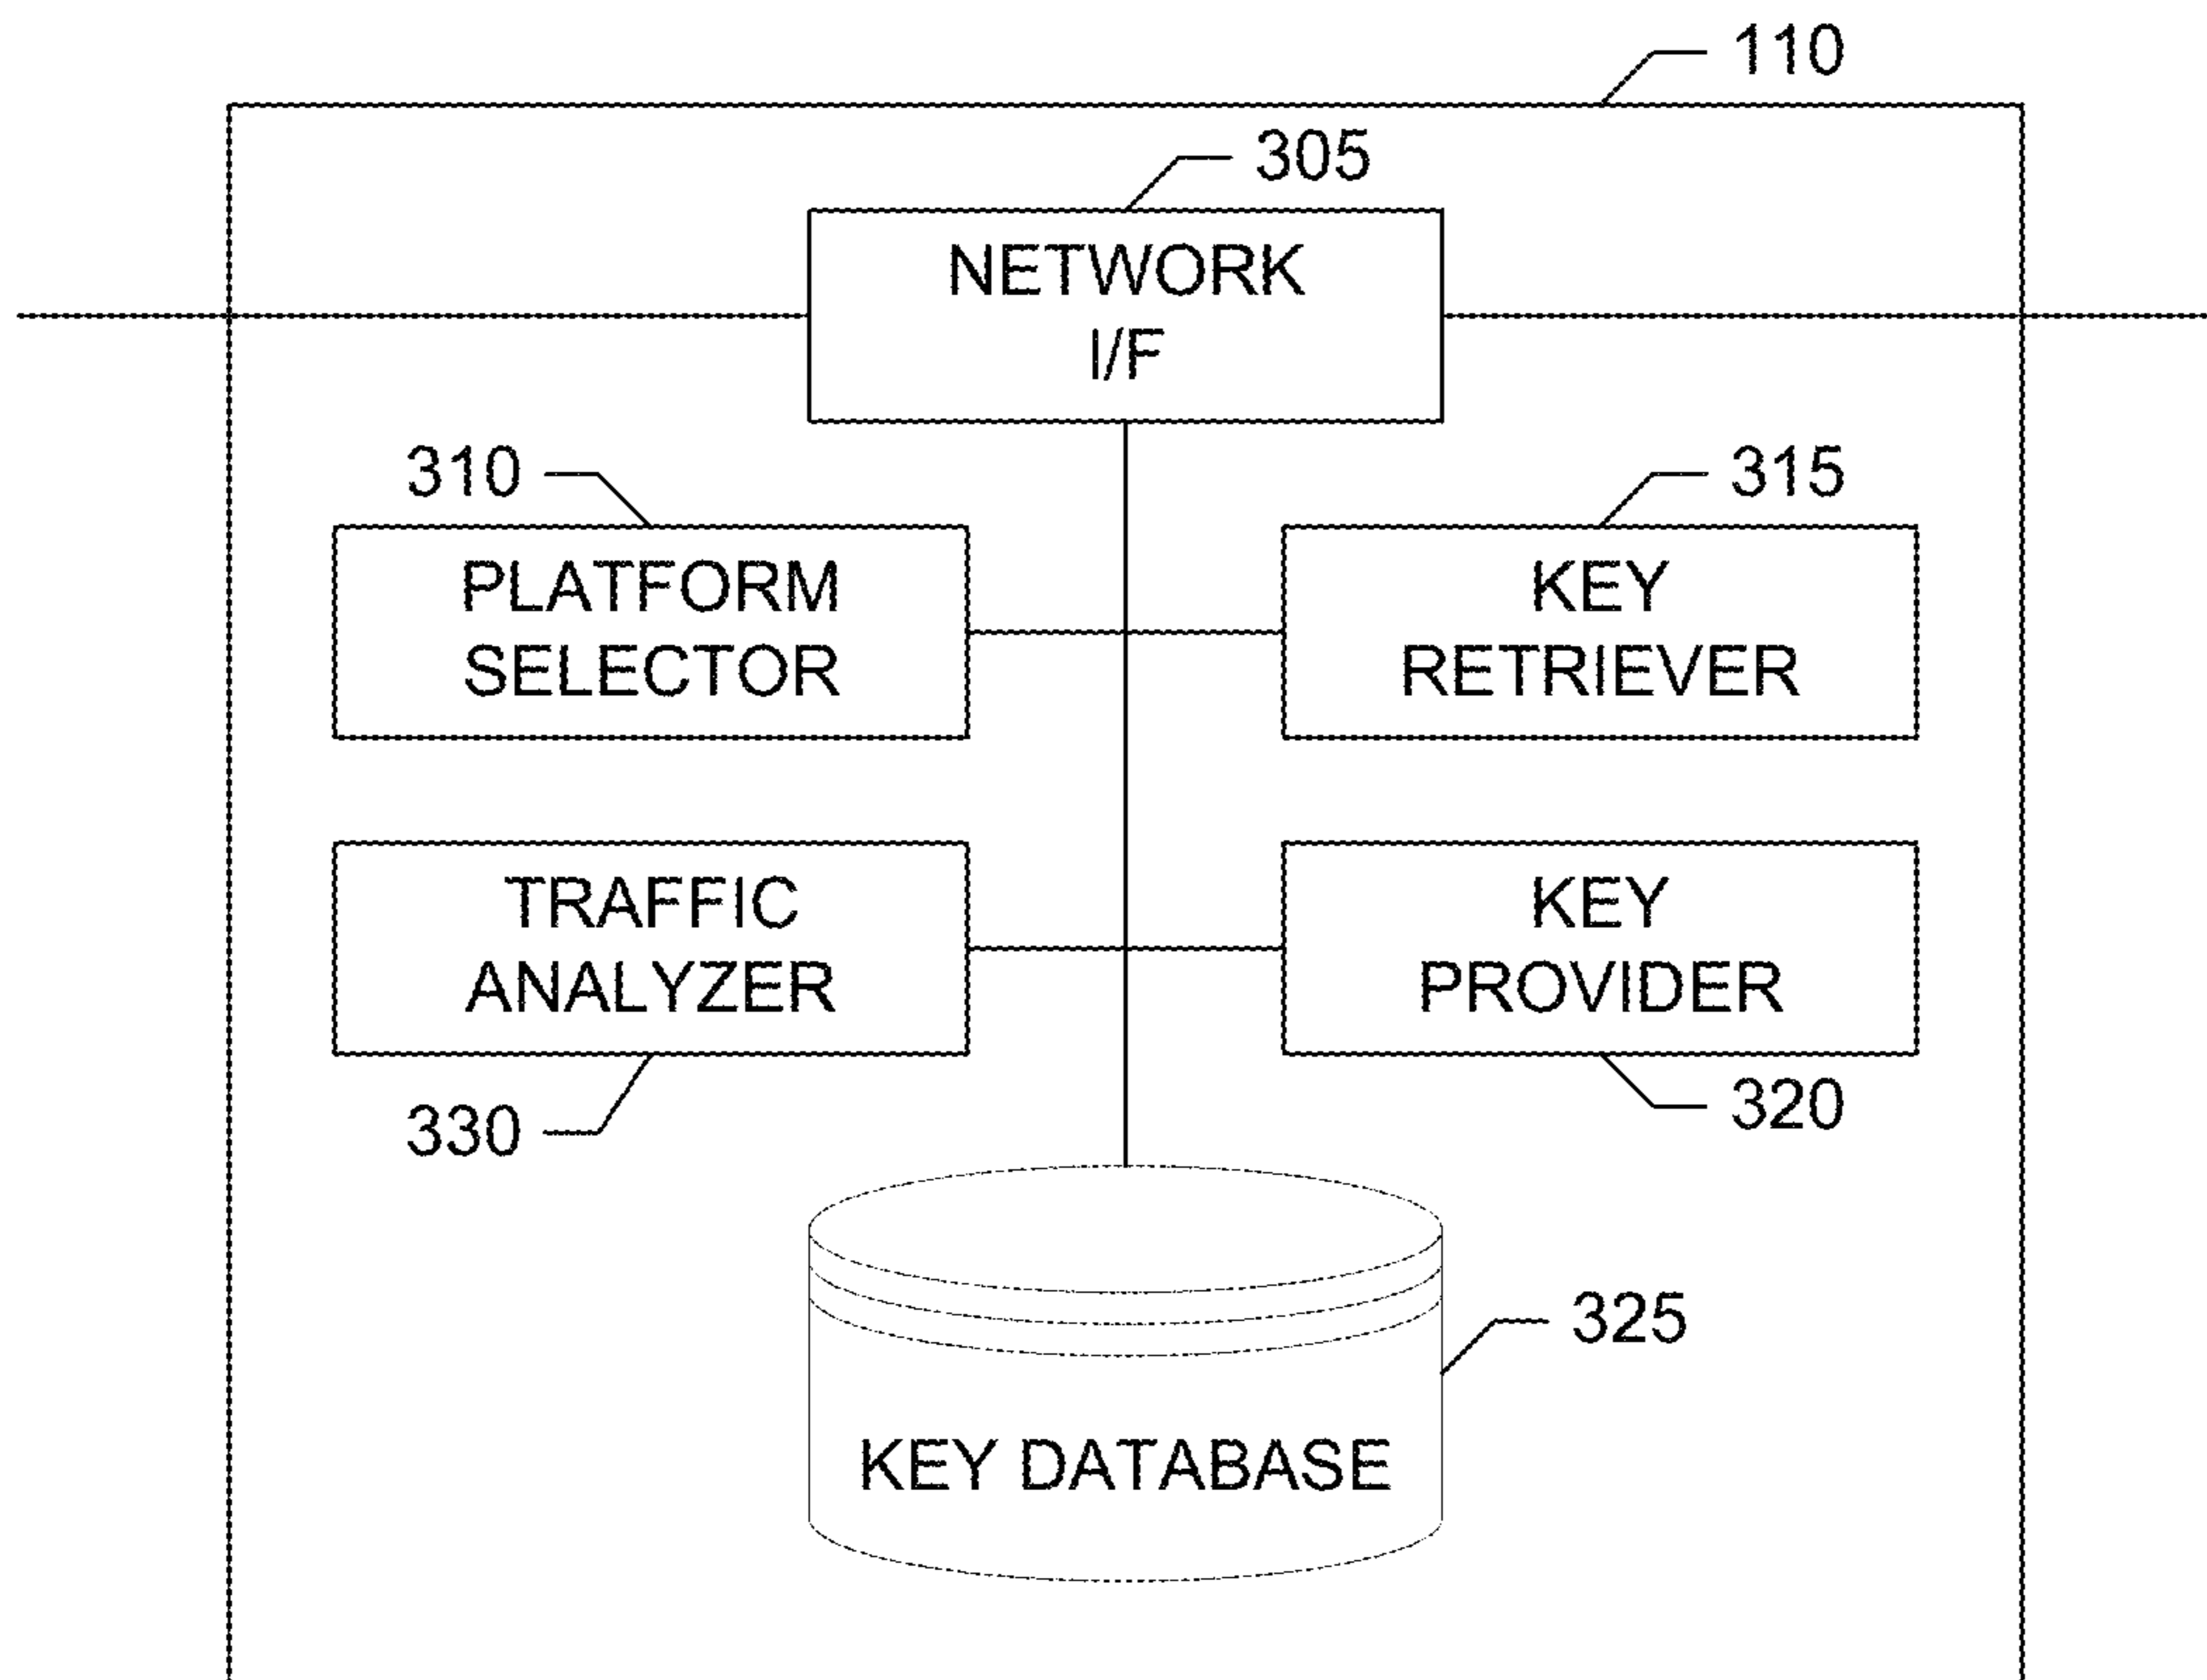 110
305
NETWORK
I/F
310
315
PLATFORM
SELECTOR
KEY
RETRIEVER
TRAFFIC
ANALYZER
KEY
PROVIDER
330
320
325
KEY DATABASE